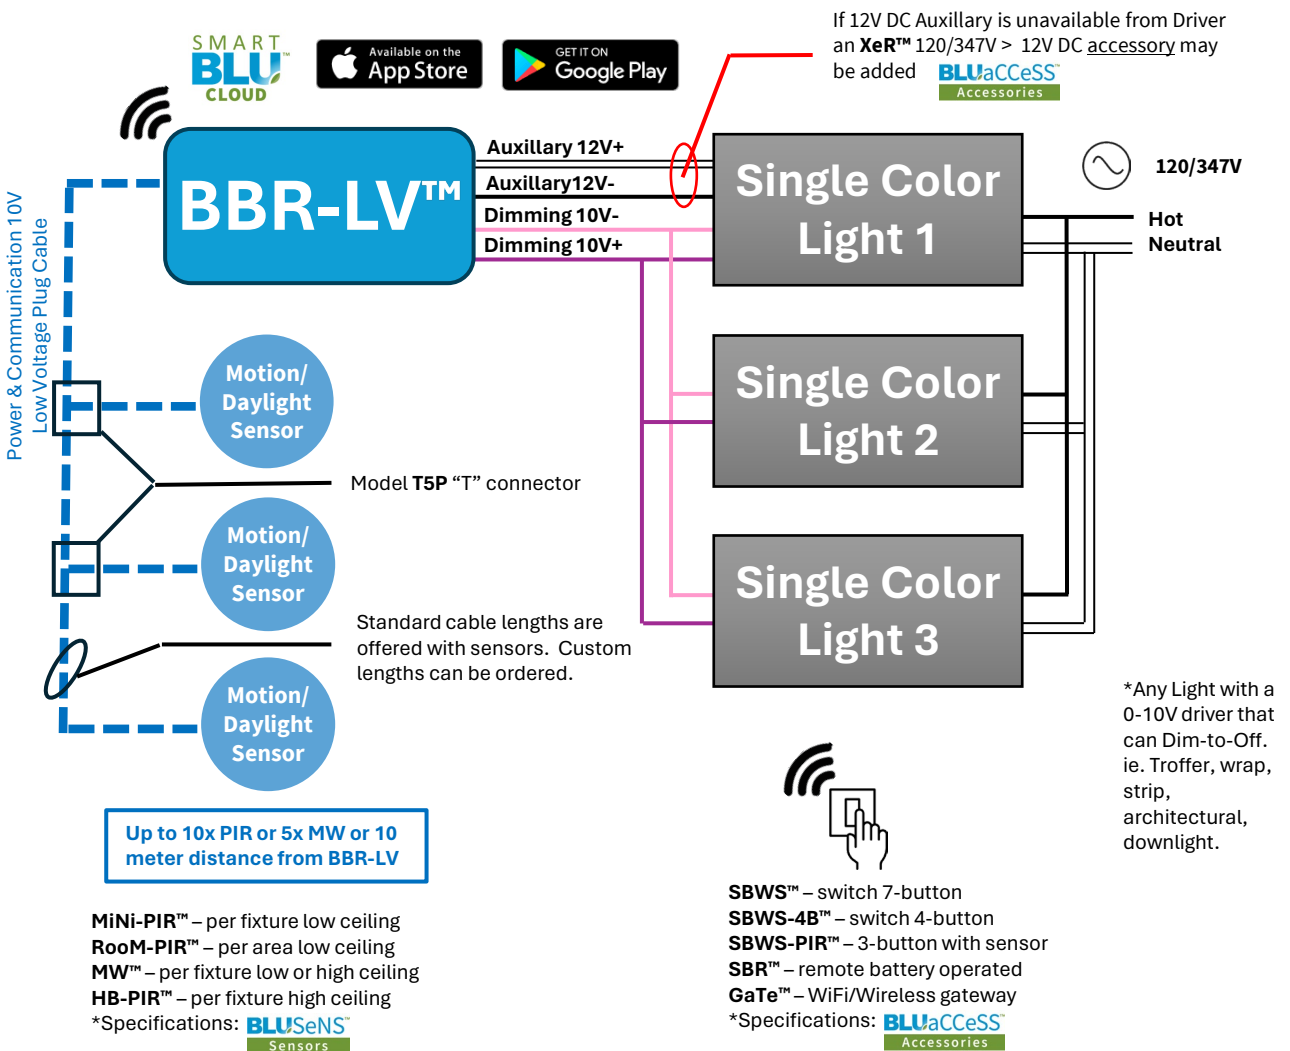 If 12V DC Auxillary is unavailable from Driver
an XeR™ 120/347V > 12V DC accessory may
be added
BLUaCCeSS™
Accessories
SMART
BLU™
CLOUD
Available on the
App Store
GET IT ON
Google Play
BBR-LV™
Auxillary 12V+
Auxillary12V-
Dimming 10V-
Dimming 10V+
Single Color
Light 1
120/347V
Hot
Neutral
Power & Communication 10V
Low Voltage Plug Cable
Motion/
Daylight
Sensor
Single Color
Light 2
Model T5P “T” connector
Motion/
Daylight
Sensor
Single Color
Light 3
Standard cable lengths are
offered with sensors.  Custom
lengths can be ordered.
Motion/
Daylight
Sensor
*Any Light with a
0-10V driver that
can Dim-to-Off.
ie. Troffer, wrap,
strip,
architectural,
downlight.
Up to 10x PIR or 5x MW or 10
meter distance from BBR-LV
MiNi-PIR™ – per fixture low ceiling
RooM-PIR™ – per area low ceiling
MW™ – per fixture low or high ceiling
HB-PIR™ – per fixture high ceiling
*Specifications: BLUSeNS™
Sensors
SBWS™ – switch 7-button
SBWS-4B™ – switch 4-button
SBWS-PIR™ – 3-button with sensor
SBR™ – remote battery operated
GaTe™ – WiFi/Wireless gateway
*Specifications: BLUaCCeSS™
Accessories